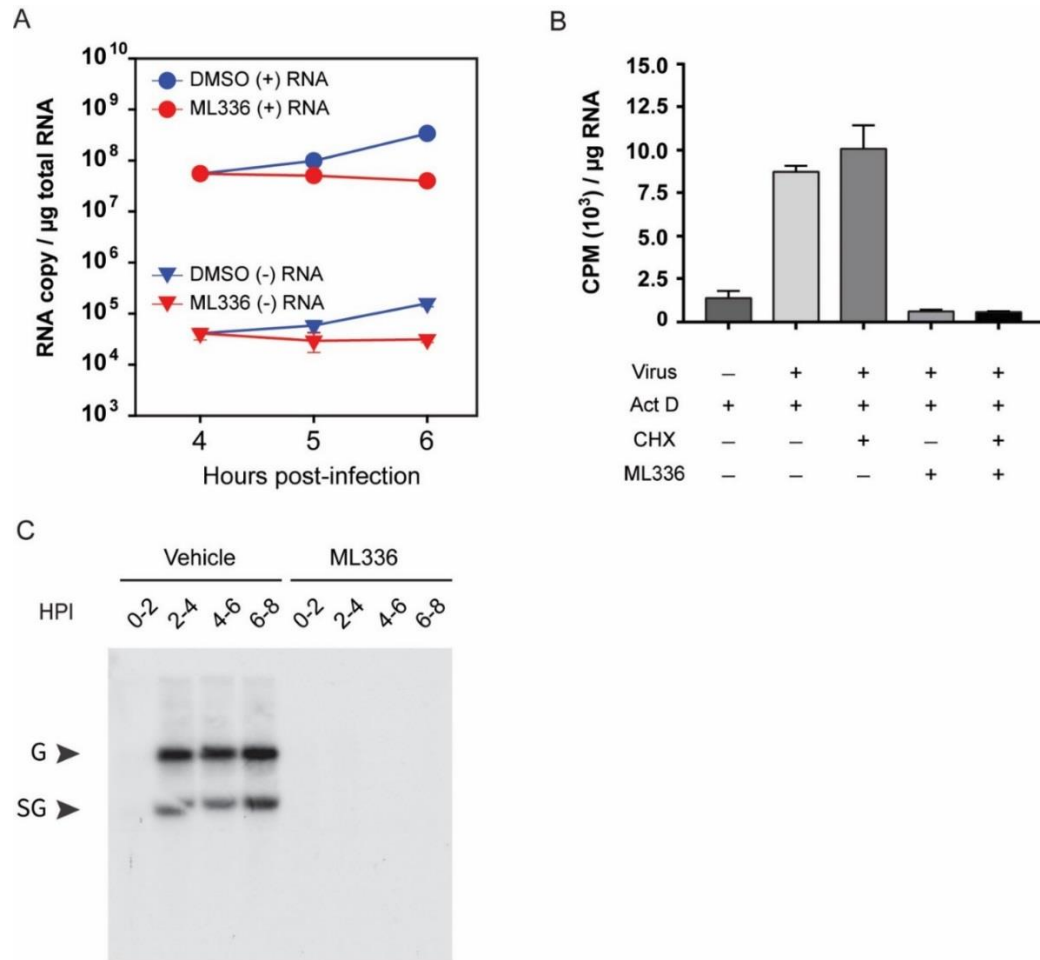 A
RNA copy / µg total RNA
10^10
10^9
10^8
10^7
10^6
10^5
10^4
10^3
DMSO (+) RNA
ML336 (+) RNA
DMSO (-) RNA
ML336 (-) RNA
4 5 6
Hours post-infection
B
CPM (10^3) / µg RNA
15.0
12.5
10.0
7.5
5.0
2.5
0
Virus – + + + +
Act D + + + + +
CHX – – + – +
ML336 – – – + +
C
Vehicle ML336
HPI 0-2 2-4 4-6 6-8 0-2 2-4 4-6 6-8
G
SG